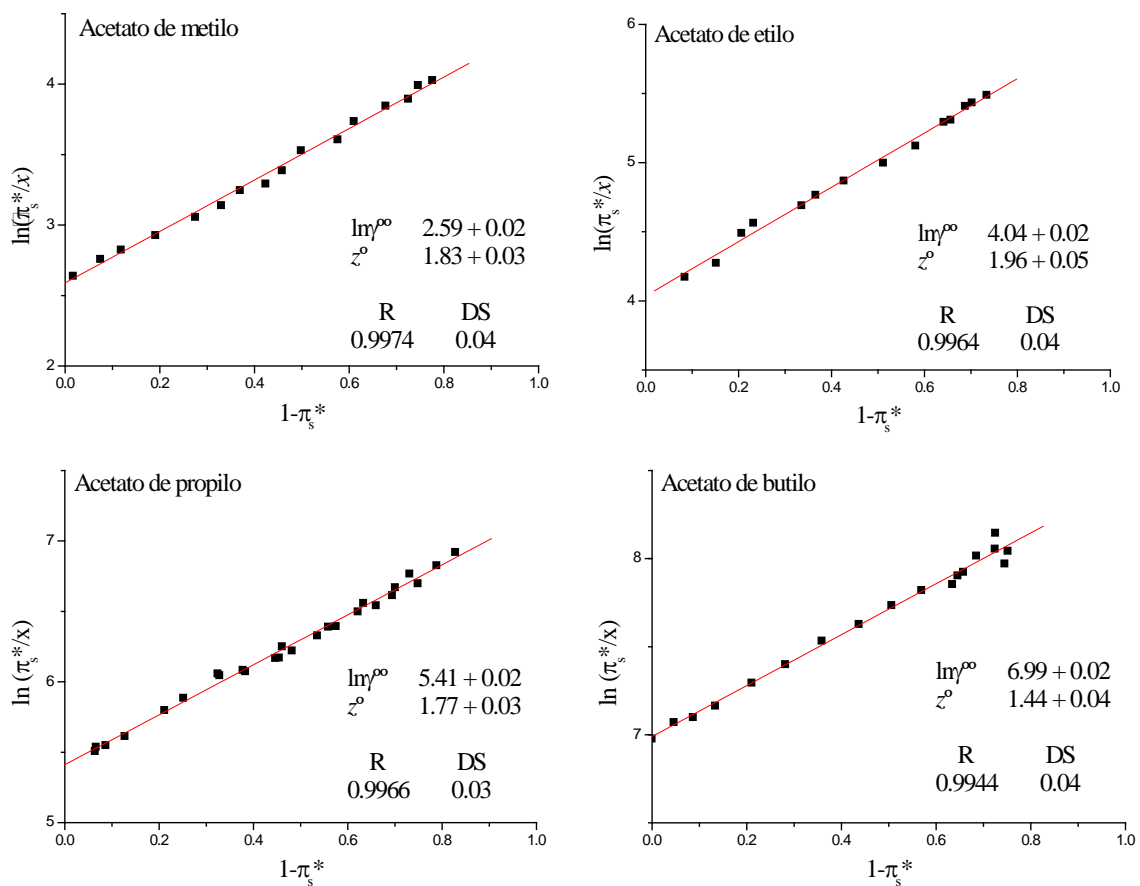 Acetato de metilo
ln(π_s*/x)
4
3
2
lnγ∞ 2.59 + 0.02
zº 1.83 + 0.03
R DS
0.9974 0.04
0.0 0.2 0.4 0.6 0.8 1.0
1-π_s*
Acetato de etilo
ln(π_s*/x)
6
5
4
lnγ∞ 4.04 + 0.02
zº 1.96 + 0.05
R DS
0.9964 0.04
0.0 0.2 0.4 0.6 0.8 1.0
1-π_s*
Acetato de propilo
ln (π_s*/x)
7
6
5
lnγ∞ 5.41 + 0.02
zº 1.77 + 0.03
R DS
0.9966 0.03
0.0 0.2 0.4 0.6 0.8 1.0
1-π_s*
Acetato de butilo
ln (π_s*/x)
8
7
lnγ∞ 6.99 + 0.02
zº 1.44 + 0.04
R DS
0.9944 0.04
0.0 0.2 0.4 0.6 0.8 1.0
1-π_s*